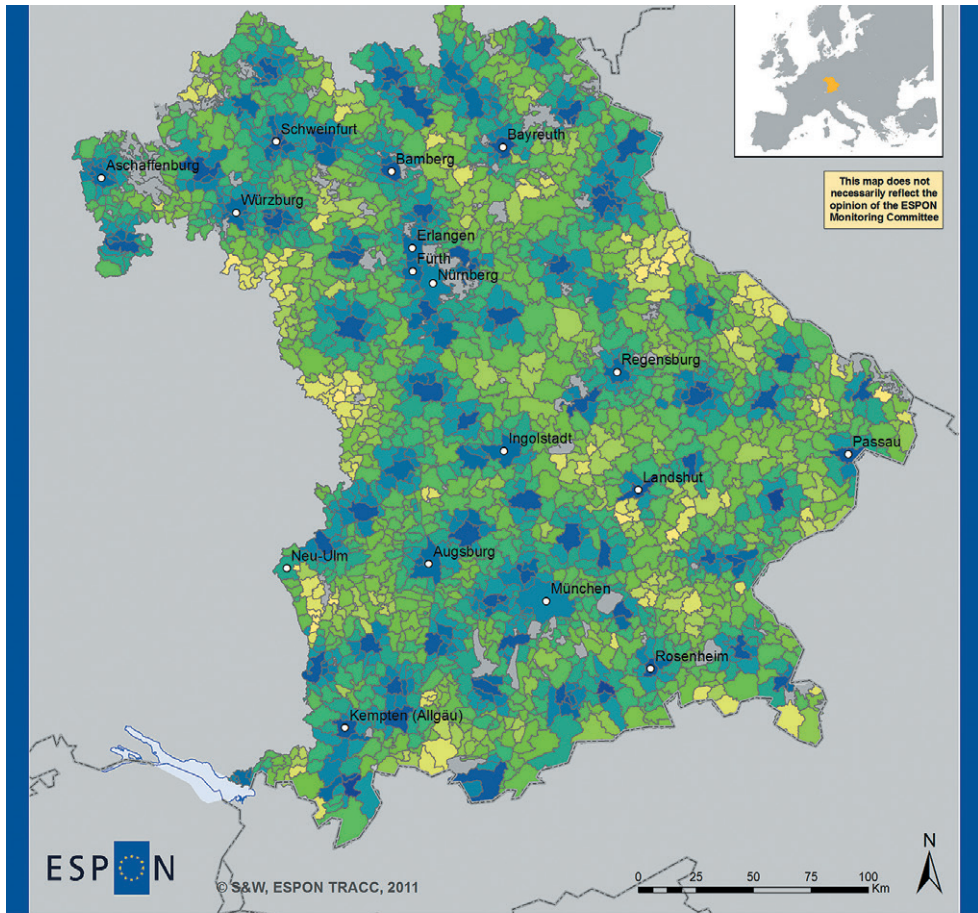 This map does not
necessarily reflect the
opinion of the ESPON
Monitoring Committee
Schweinfurt
Bayreuth
Aschaffenburg
Bamberg
Würzburg
Erlangen
Fürth
Nürnberg
Regensburg
Ingolstadt
Passau
Landshut
Neu-Ulm
Augsburg
München
Rosenheim
Kempten (Allgäu)
N
ESPON
© S&W, ESPON TRACC, 2011
0 25 50 75 100
Km